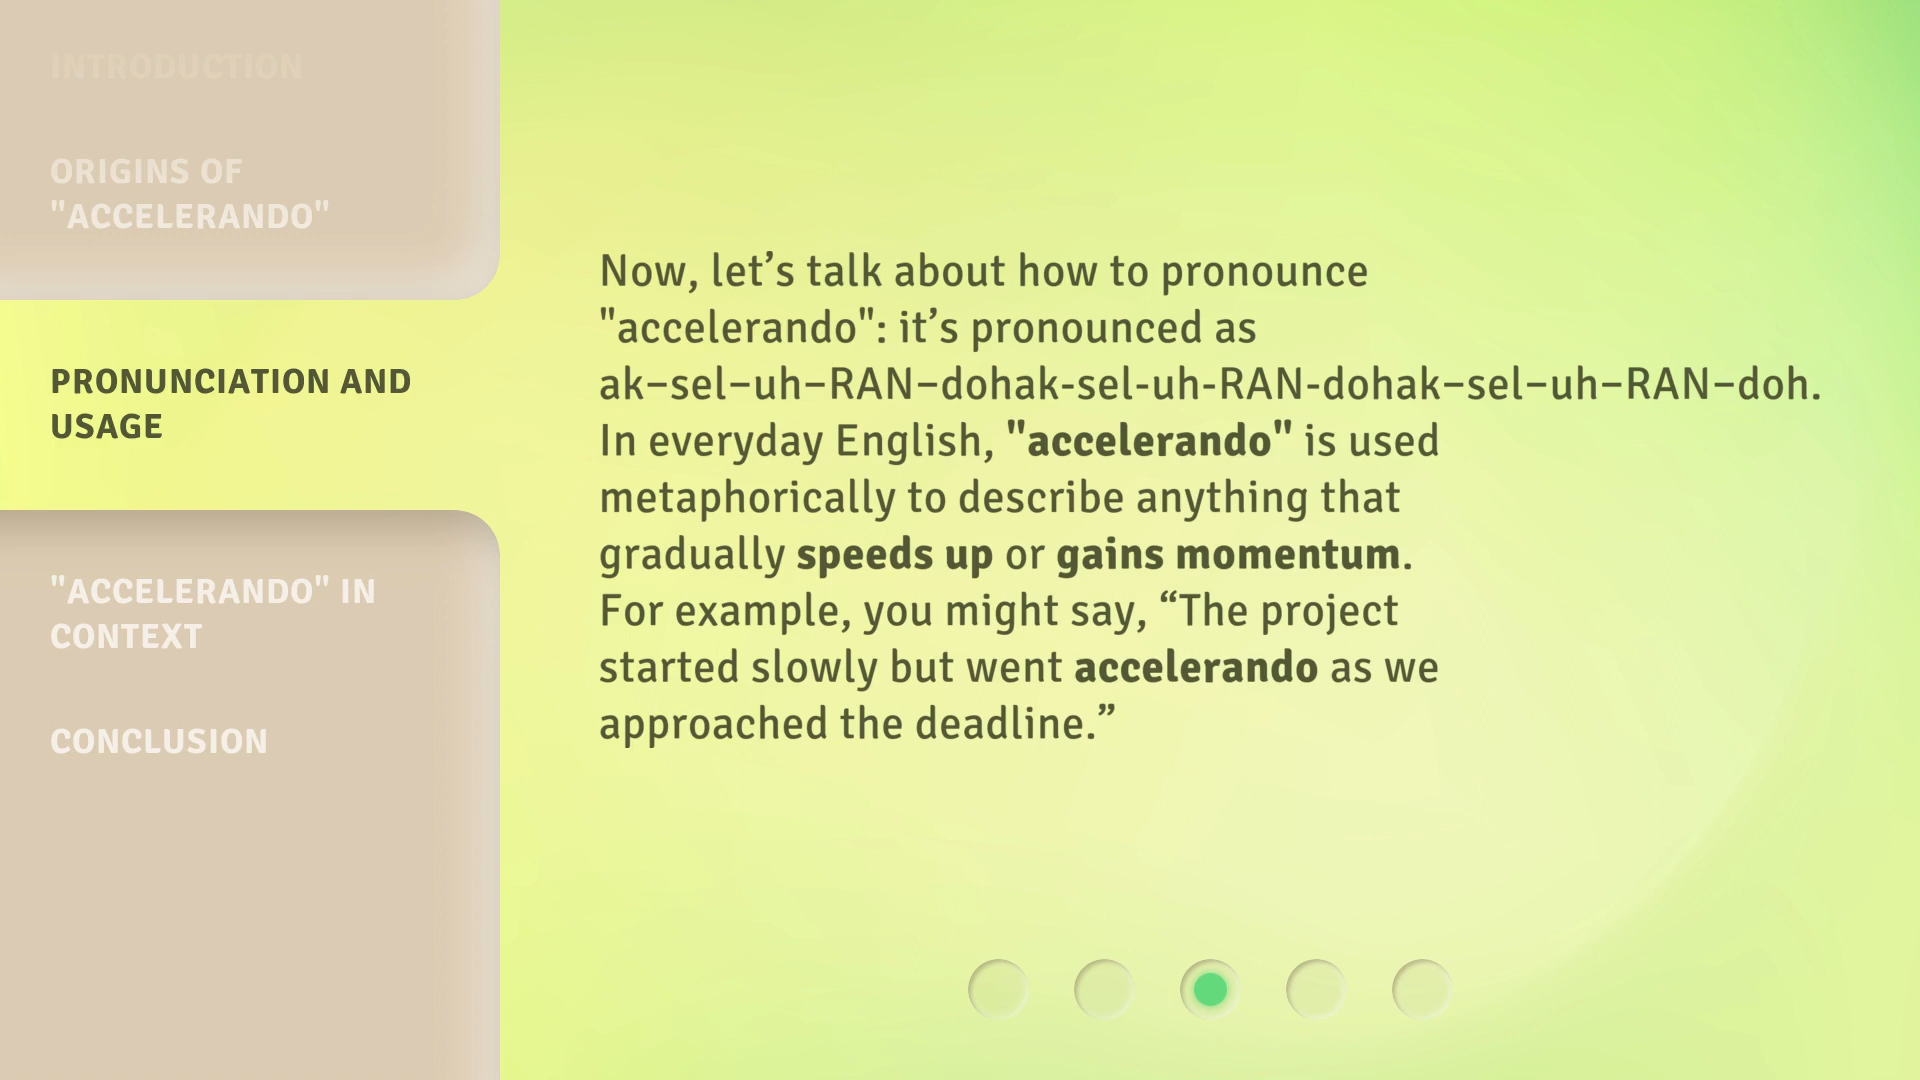 INTRODUCTION
ORIGINS OF
"ACCELERANDO"
PRONUNCIATION AND
USAGE
"ACCELERANDO" IN
CONTEXT
CONCLUSION
Now, let’s talk about how to pronounce
"accelerando": it’s pronounced as
ak−sel−uh−RAN−dohak-sel-uh-RAN-dohak−sel−uh−RAN−doh.
In everyday English, "accelerando" is used
metaphorically to describe anything that
gradually speeds up or gains momentum.
For example, you might say, “The project
started slowly but went accelerando as we
approached the deadline.”